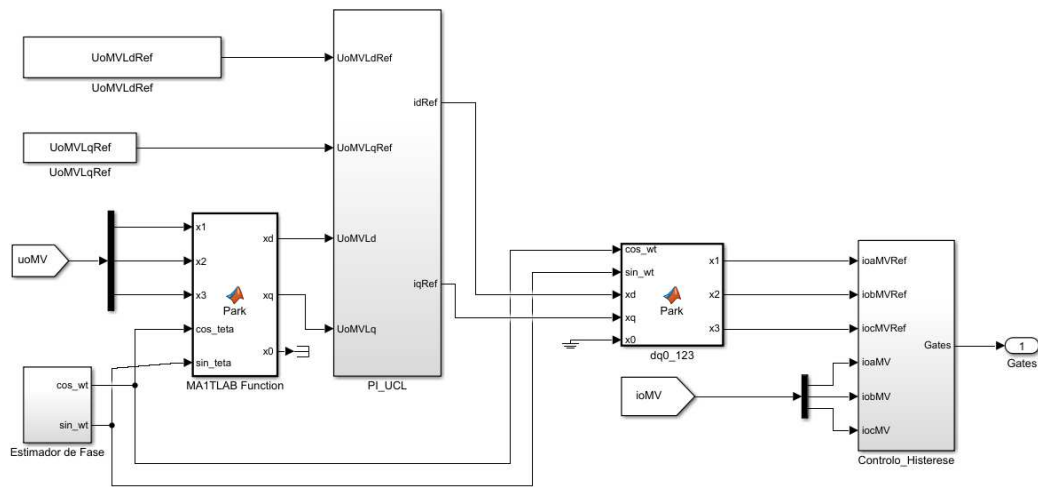 UoMVLdRef
UoMVLdRef
UoMVLqRef
UoMVLqRef
uoMV
x1
x2
x3
cos_teta
sin_teta
Park
xd
xq
x0
MA1TLAB Function
cos_wt
sin_wt
Estimador de Fase
UoMVLdRef
UoMVLqRef
UoMVLd
UoMVLq
idRef
iqRef
PI_UCL
cos_wt
sin_wt
xd
xq
x0
Park
x1
x2
x3
dq0_123
ioMV
ioaMVRef
iobMVRef
iocMVRef
ioaMV
iobMV
iocMV
Gates
Controlo_Histerese
1
Gates